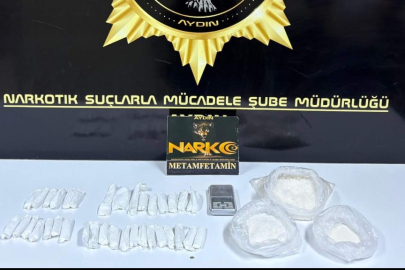 AYDIN
NARKOTİK SUÇLARLA MÜCADELE ŞUBE MÜDÜRLÜĞÜ
AYDIN
NARKO
METAMFETAMİN